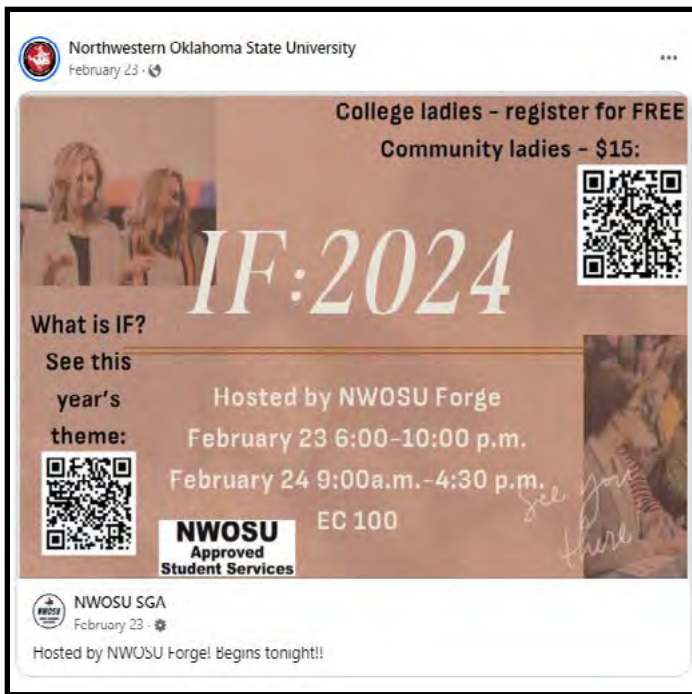 Northwestern Oklahoma State University
February 23 ·
College ladies - register for FREE
Community ladies - $15:
IF:2024
What is IF?
See this
year's
theme:
Hosted by NWOSU Forge
February 23 6:00-10:00 p.m.
February 24 9:00a.m.-4:30 p.m.
EC 100
see you
there!
NWOSU
Approved
Student Services
NWOSU
NWOSU SGA
February 23 ·
Hosted by NWOSU Forge! Begins tonight!!